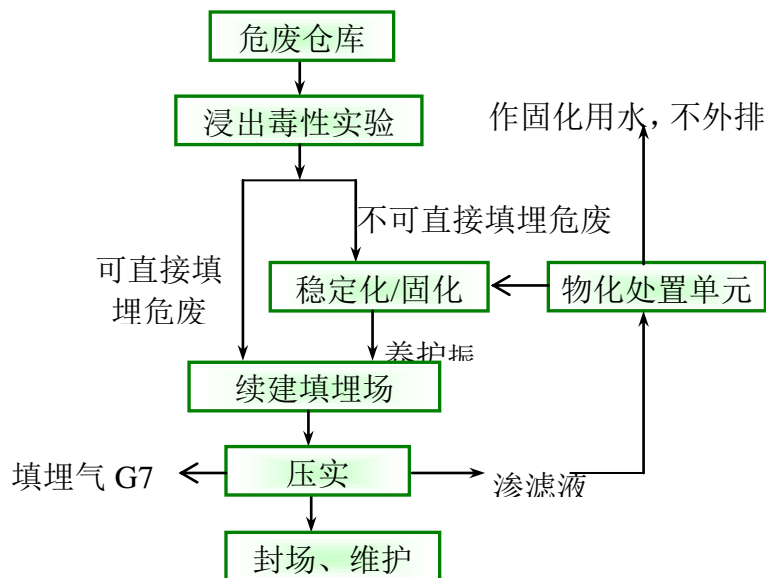 危废仓库
浸出毒性实验
作固化用水，不外排
不可直接填埋危废
可直接填
埋危废
稳定化/固化
物化处置单元
养护振
续建填埋场
填埋气 G7
压实
渗滤液
封场、维护